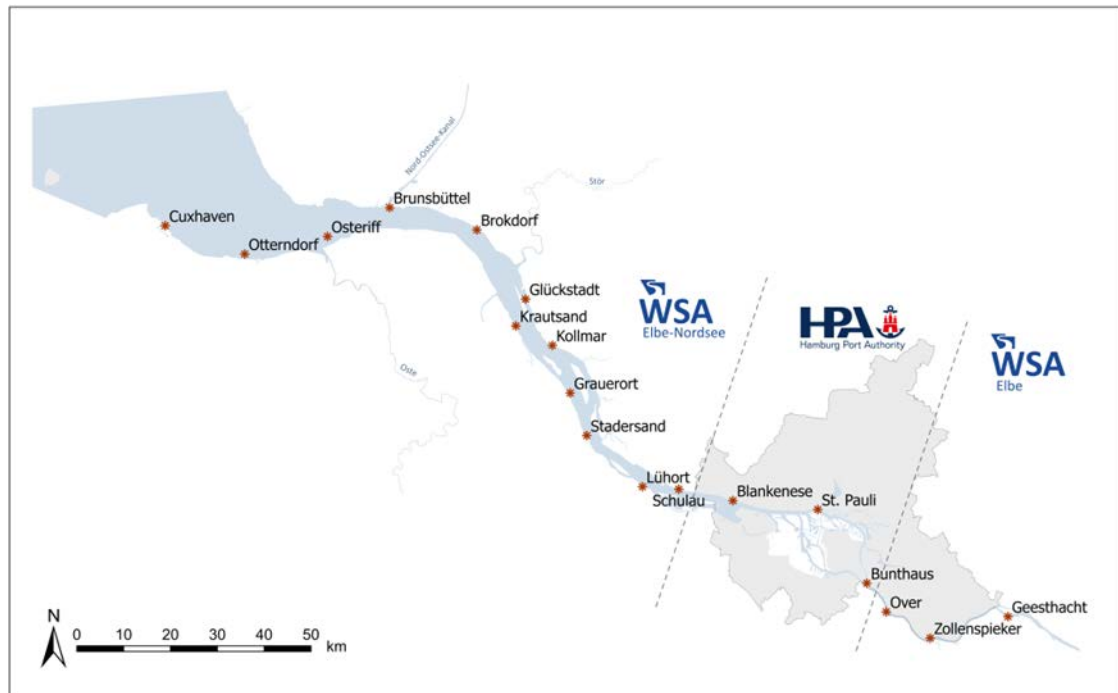 Nord-Ostsee-Kanal
Stör
Brunsbüttel
Cuxhaven
Osteriff
Brokdorf
Otterndorf
Glückstadt
WSA
Elbe-Nordsee
HPA
Hamburg Port Authority
Krautsand
Kollmar
WSA
Elbe
Oste
Grauerort
Stadersand
Lühort
Schulau
Blankenese
St. Pauli
Bunthaus
Over
Geesthacht
Zollenspieker
N
0 10 20 30 40 50
km